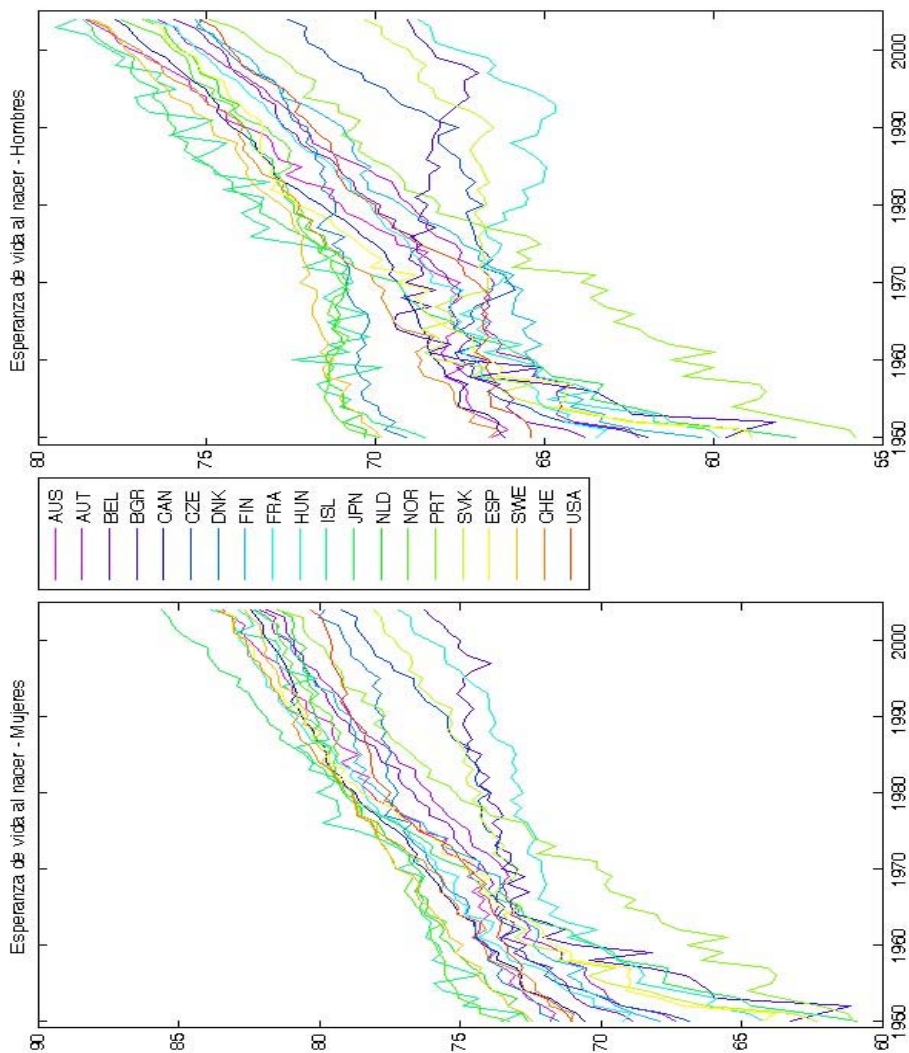 Esperanza de vida al nacer - Mujeres
90
85
80
75
70
65
60
1950 1960 1970 1980 1990 2000
AUS
AUT
BEL
BGR
CAN
CZE
DNK
FIN
FRA
HUN
ISL
JPN
NLD
NOR
PRT
SVK
ESP
SWE
CHE
USA
Esperanza de vida al nacer - Hombres
80
75
70
65
60
55
1950 1960 1970 1980 1990 2000